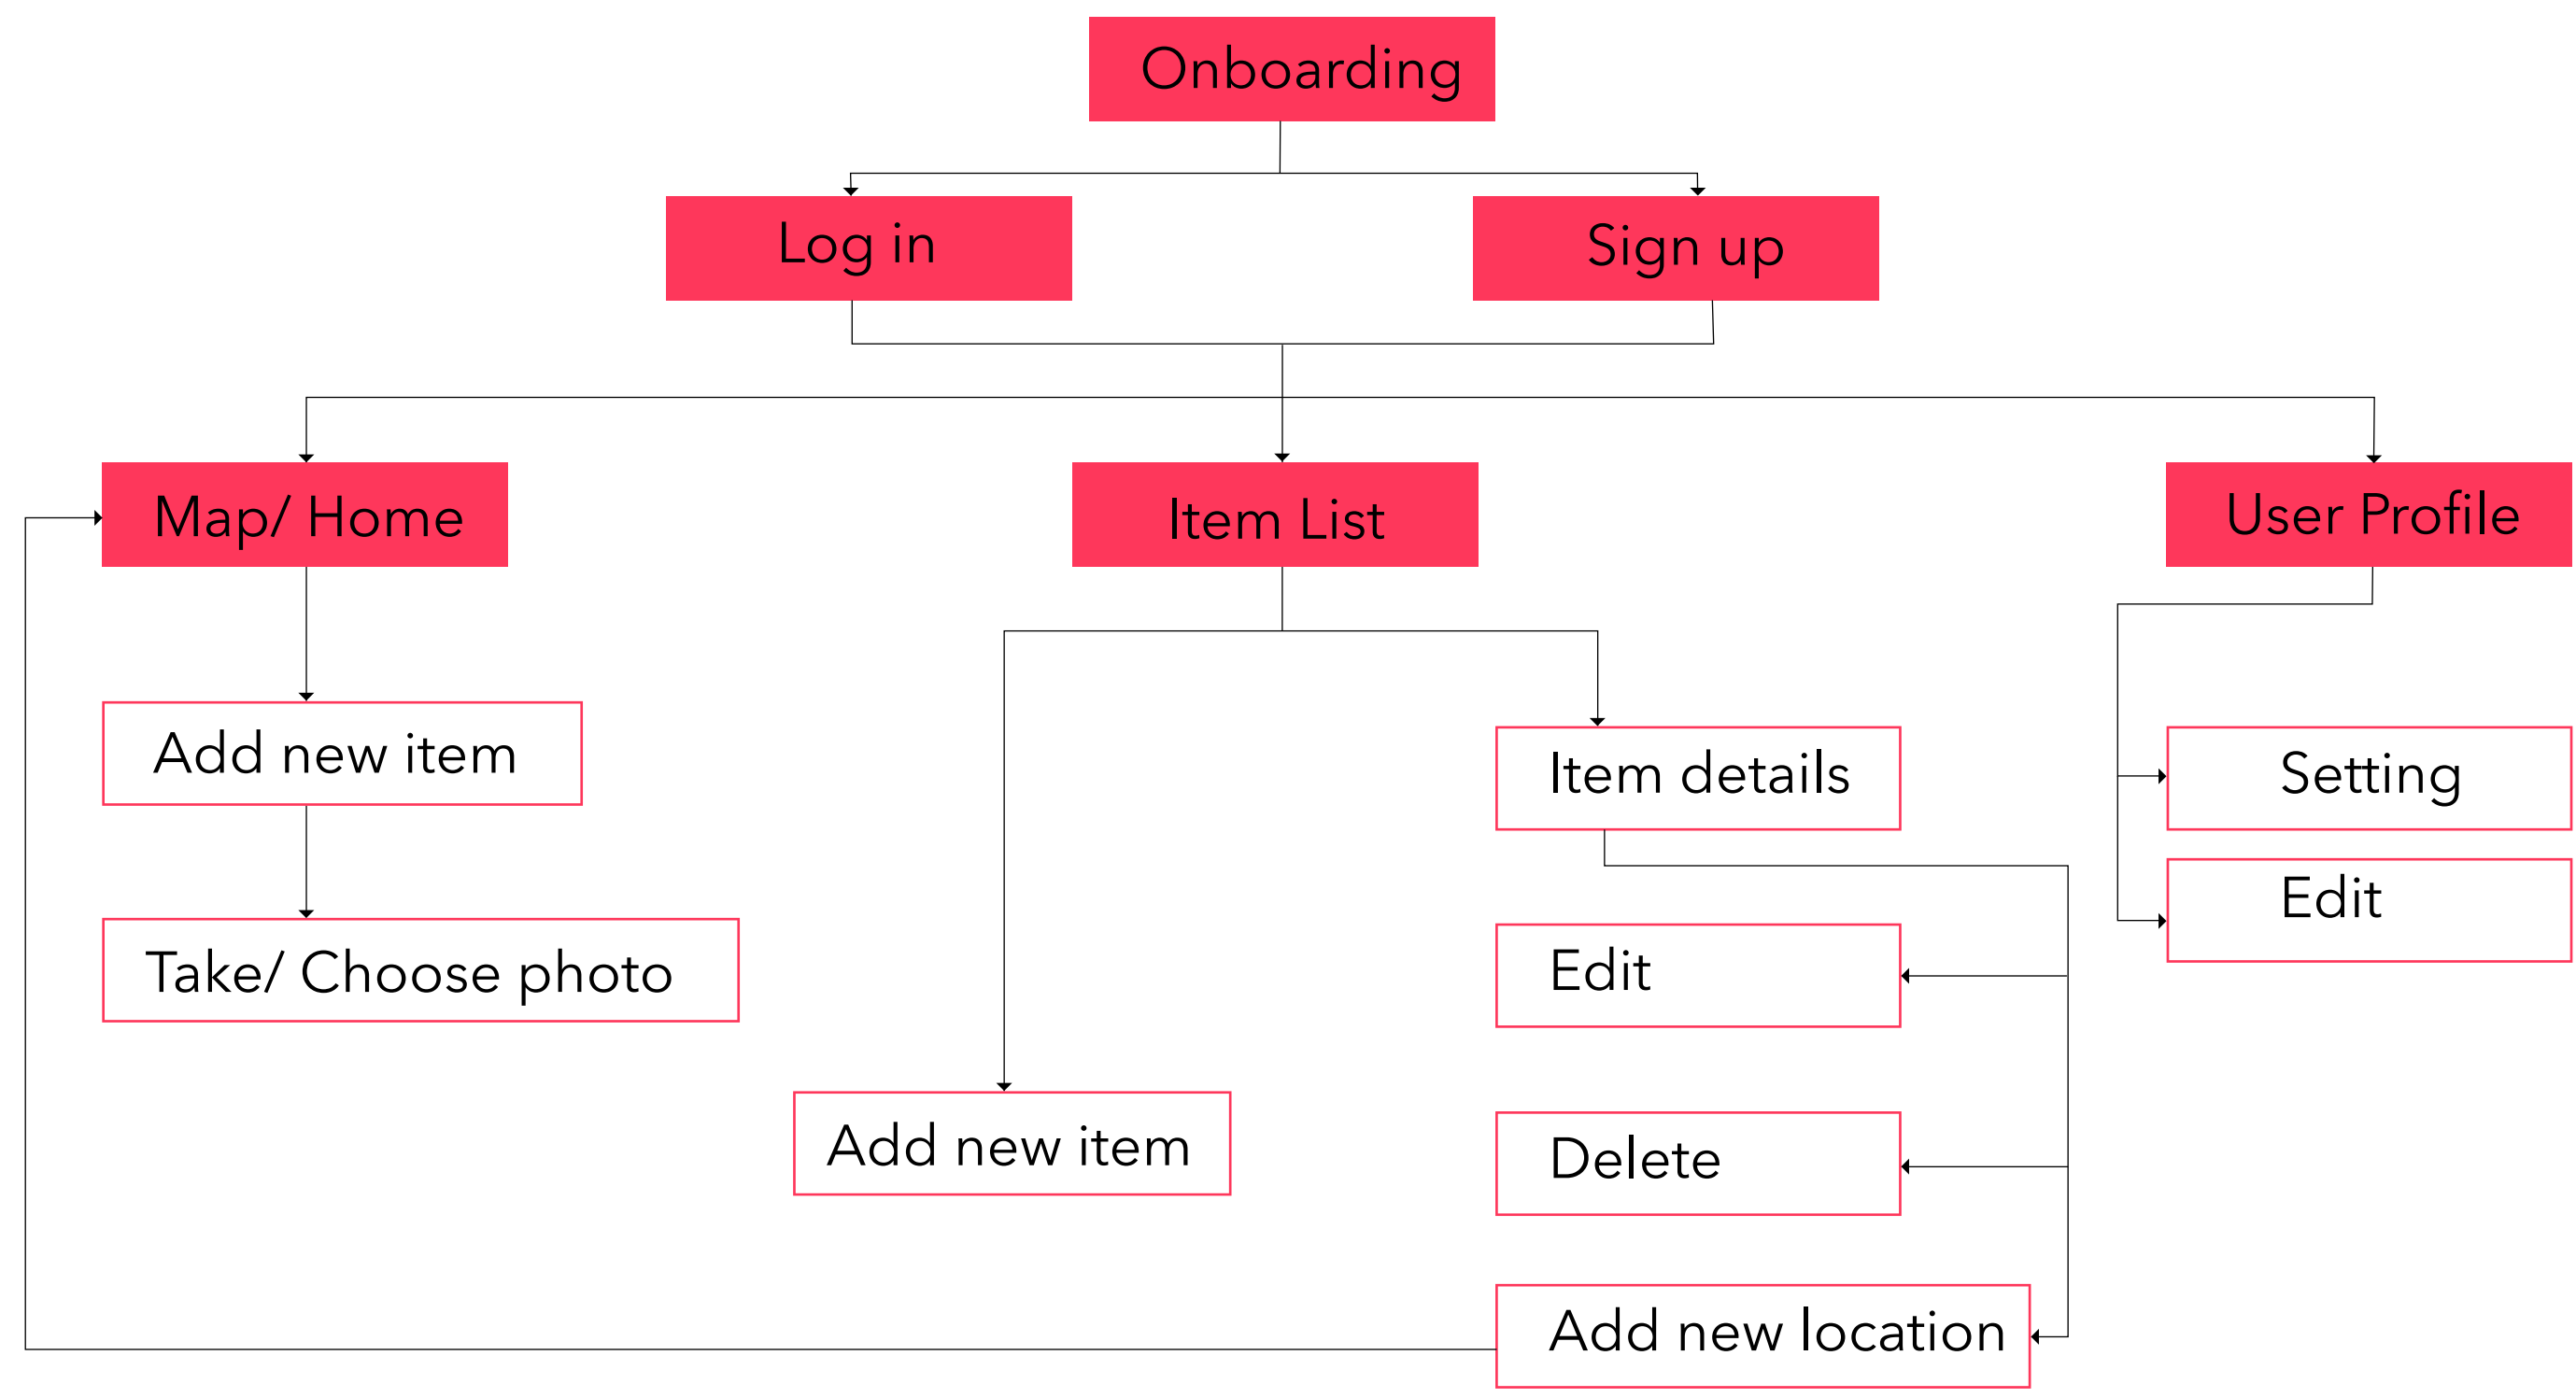 Onboarding
Log in
Sign up
Map/ Home
Item List
User Profile
Add new item
Item details
Setting
Edit
Take/ Choose photo
Edit
Add new item
Delete
Add new location